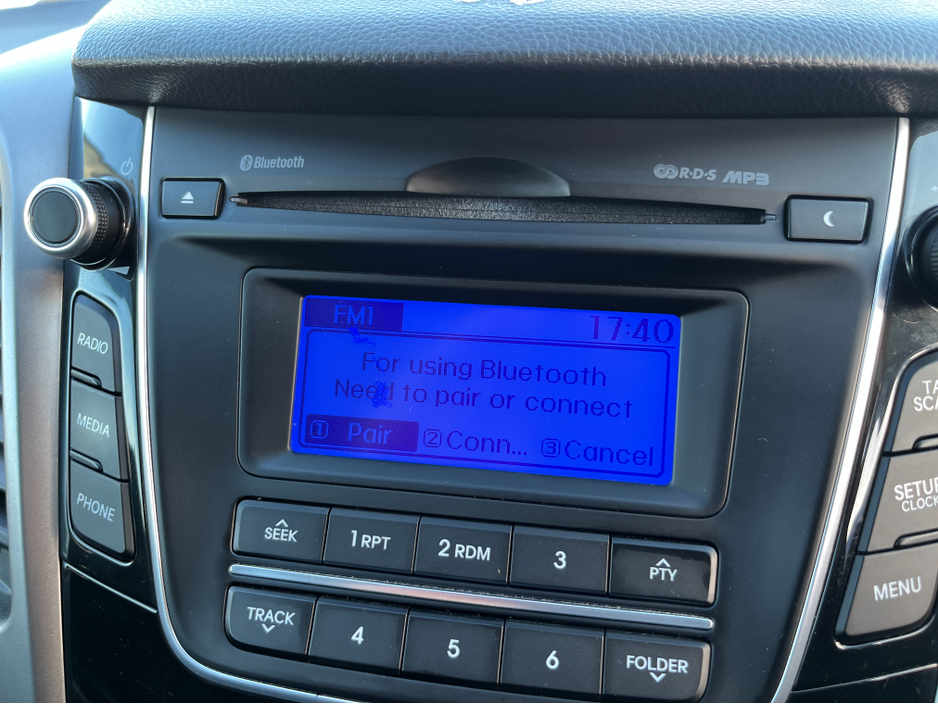 Bluetooth
R·D·S MP3
FM1 17:40
For using Bluetooth
Need to pair or connect
1 Pair 2 Conn... 3 Cancel
RADIO
MEDIA
PHONE
TA
SETUP
CLOCK
MENU
SEEK 1 RPT 2 RDM 3 PTY
TRACK 4 5 6 FOLDER